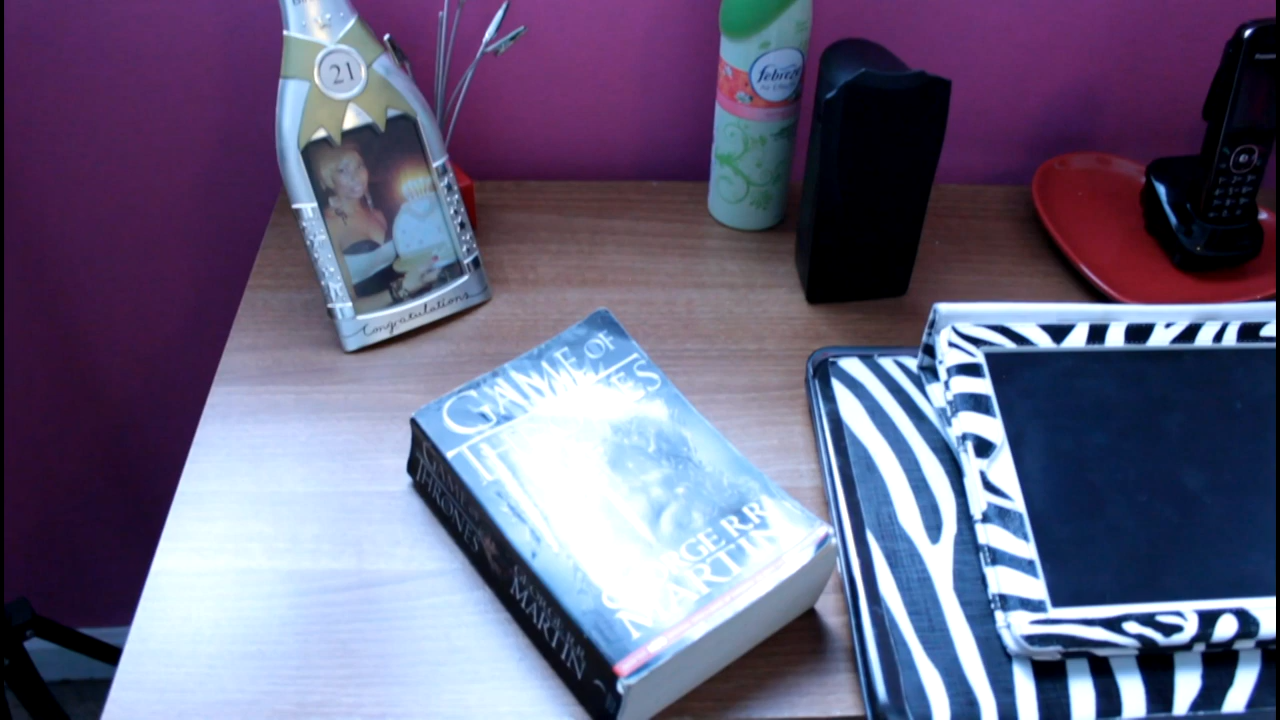 21
Congratulations
febreze
GAME OF
THRONES
GEORGE R.R.
MARTIN
GAME OF
THRONES
GEORGE R.R.
MARTIN